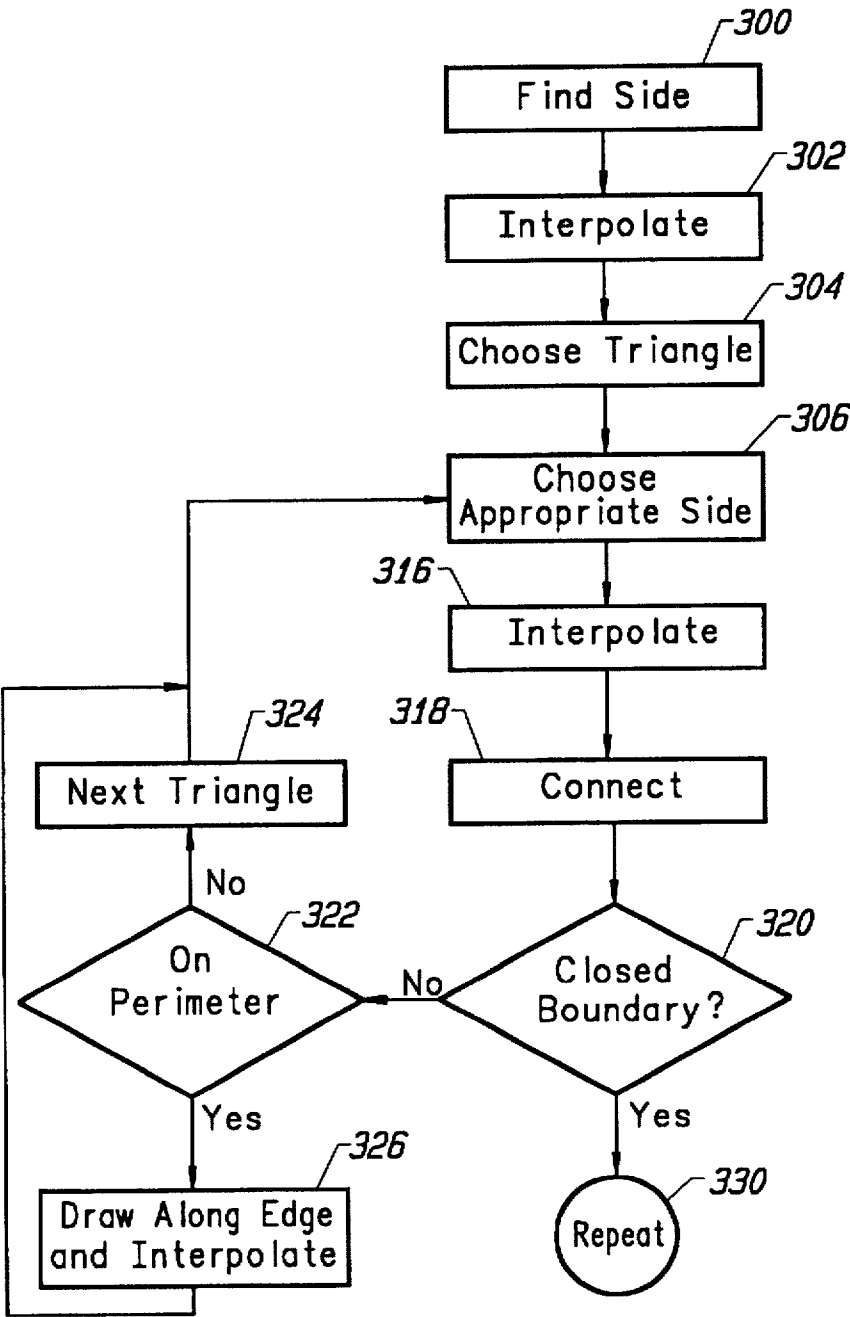 300
Find Side
302
Interpolate
304
Choose Triangle
306
Choose
Appropriate Side
316
Interpolate
318
Connect
324
Next Triangle
No
322
On
Perimeter
No
320
Closed
Boundary?
Yes
Yes
326
Draw Along Edge
and Interpolate
330
Repeat